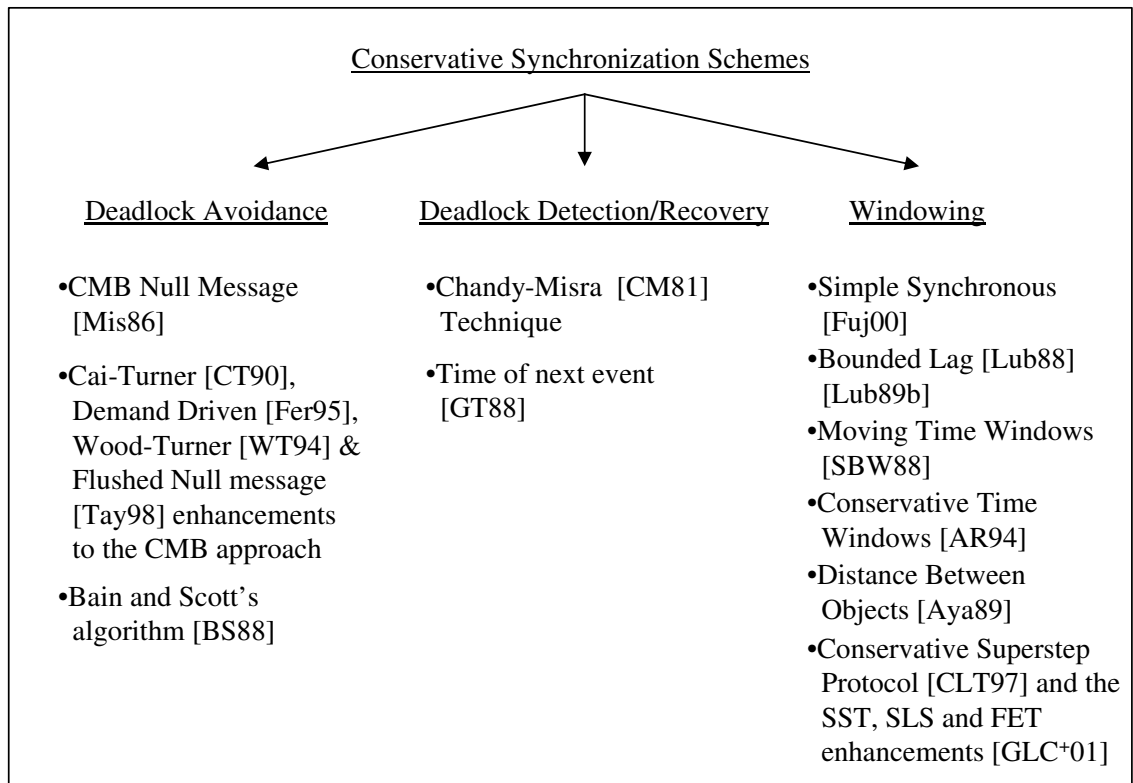 Conservative Synchronization Schemes
Deadlock Avoidance
•CMB Null Message
[Mis86]
•Cai-Turner [CT90],
Demand Driven [Fer95],
Wood-Turner [WT94] &
Flushed Null message
[Tay98] enhancements
to the CMB approach
•Bain and Scott’s
algorithm [BS88]
Deadlock Detection/Recovery
•Chandy-Misra [CM81]
Technique
•Time of next event
[GT88]
Windowing
•Simple Synchronous
[Fuj00]
•Bounded Lag [Lub88]
[Lub89b]
•Moving Time Windows
[SBW88]
•Conservative Time
Windows [AR94]
•Distance Between
Objects [Aya89]
•Conservative Superstep
Protocol [CLT97] and the
SST, SLS and FET
enhancements [GLC⁺01]